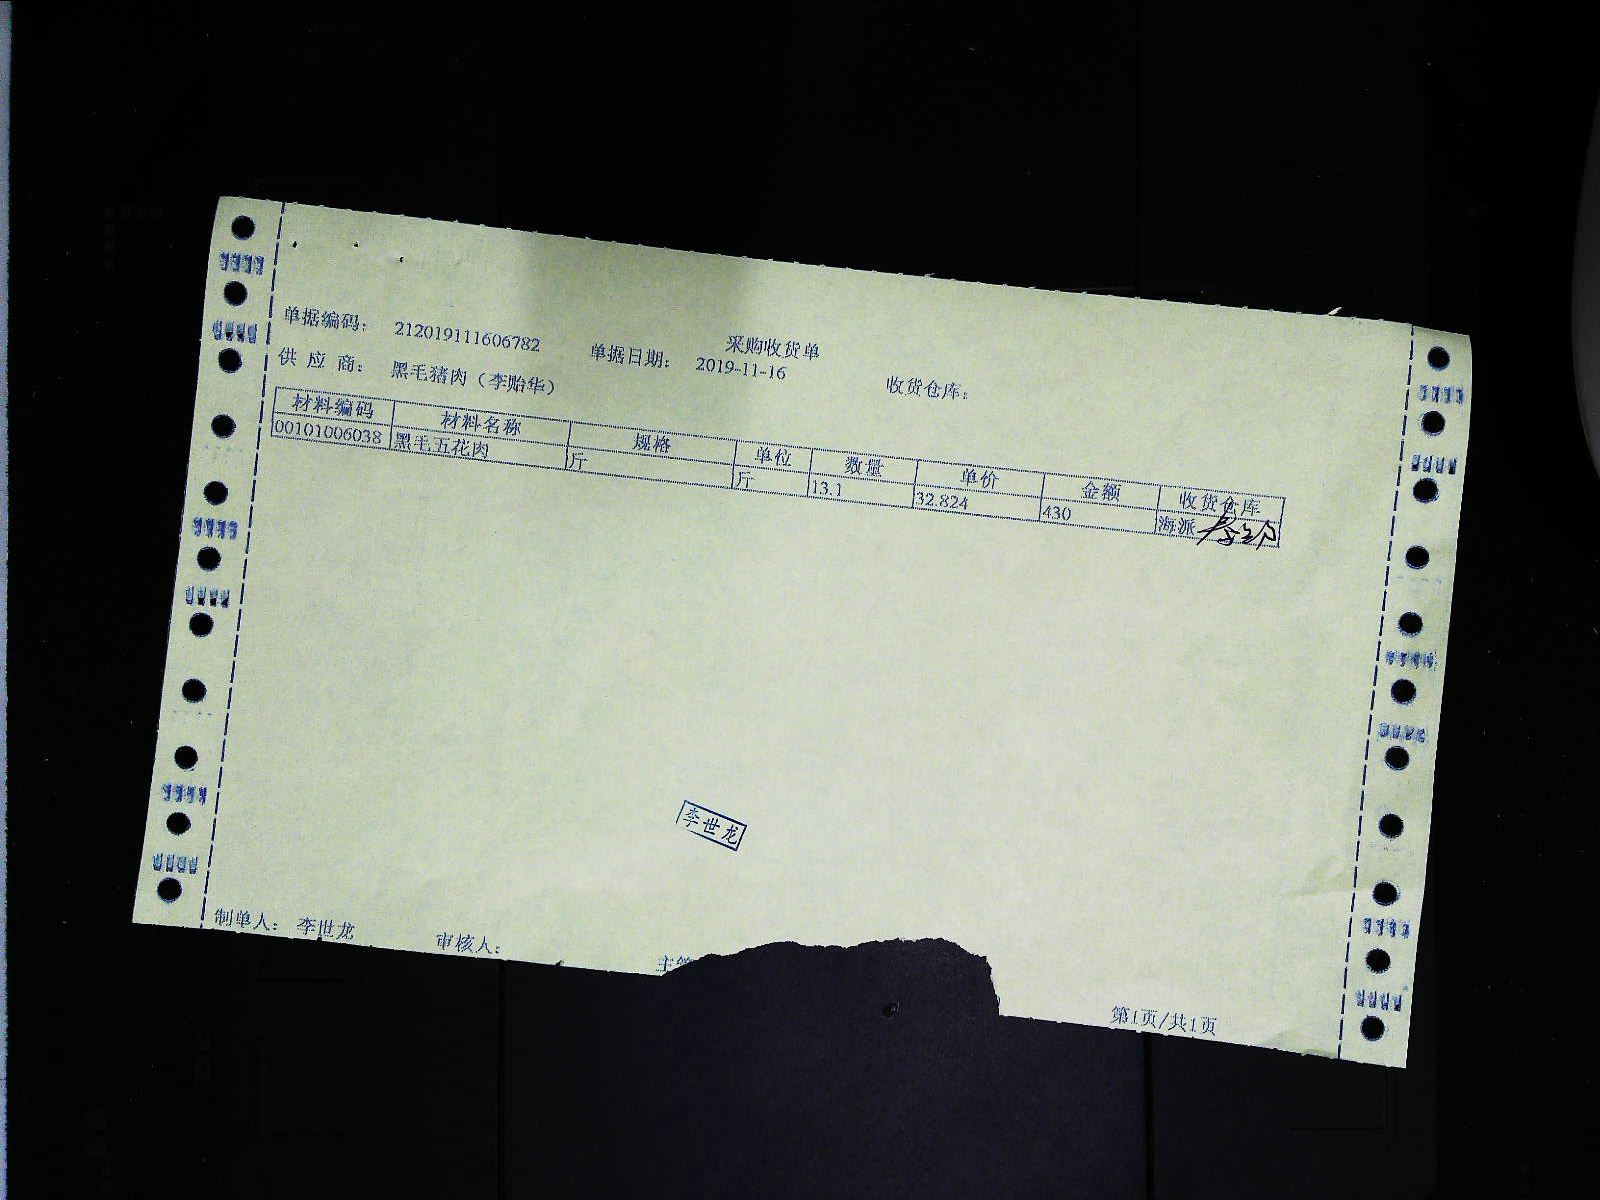 采购收货单
单据编码： 212019111606782 单据日期： 2019-11-16 收货仓库：
供 应 商： 黑毛猪肉（李贻华）
材料编码 材料名称 规格 单位 数量 单价 金额 收货仓库
00101006038 黑毛五花肉 斤 斤 13.1 32.824 430 海派
李世龙
制单人： 李世龙 审核人： 主管
第1页/共1页